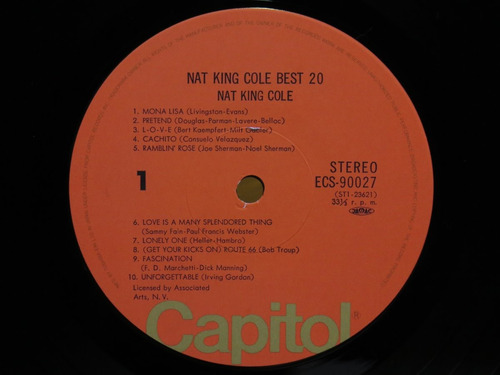 NAT KING COLE BEST 20
NAT KING COLE
1. MONA LISA (Livingston-Evans)
2. PRETEND (Douglas-Parman-Lavere-Belloc)
3. L-O-V-E (Bert Kaempfert-Milt Gabler)
4. CACHITO (Consuelo Velazquez)
5. RAMBLIN' ROSE (Joe Sherman-Noel Sherman)
1
STEREO
ECS-90027
(ST1-23621)
33⅓ r. p. m.
JASRAC
6. LOVE IS A MANY SPLENDORED THING
(Sammy Fain-Paul Francis Webster)
7. LONELY ONE (Heller-Hambro)
8. (GET YOUR KICKS ON) ROUTE 66 (Bob Troup)
9. FASCINATION
(F. D. Marchetti-Dick Manning)
10. UNFORGETTABLE (Irving Gordon)
Licensed by Associated
Arts, N. V.
Capitol®